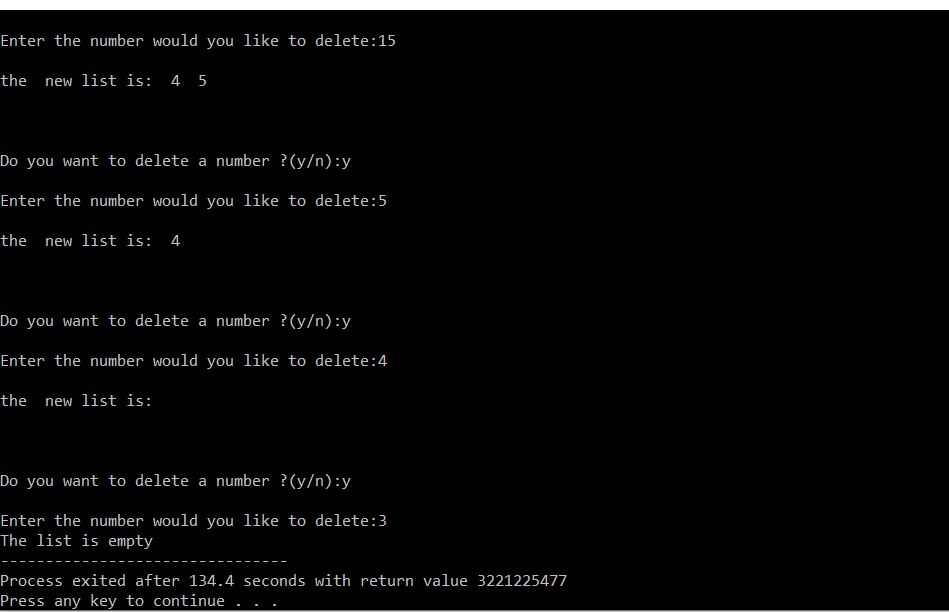 Enter the number would you like to delete:15
the  new list is:  4  5
Do you want to delete a number ?(y/n):y
Enter the number would you like to delete:5
the  new list is:  4
Do you want to delete a number ?(y/n):y
Enter the number would you like to delete:4
the  new list is:
Do you want to delete a number ?(y/n):y
Enter the number would you like to delete:3
The list is empty
--------------------------------
Process exited after 134.4 seconds with return value 3221225477
Press any key to continue . . .